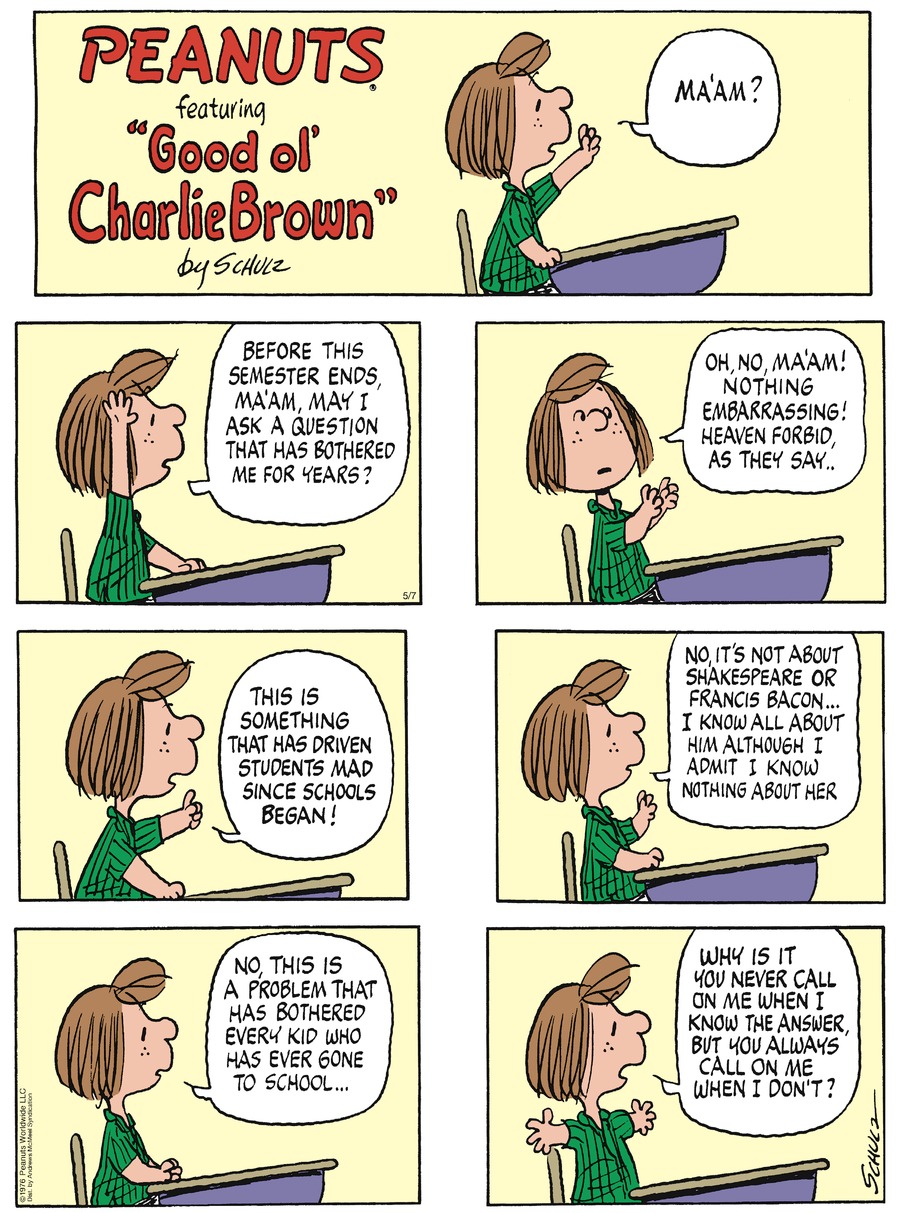 PEANUTS®
featuring
"Good ol'
CharlieBrown"
by SCHULZ
MA'AM?
BEFORE THIS
SEMESTER ENDS,
MA'AM, MAY I
ASK A QUESTION
THAT HAS BOTHERED
ME FOR YEARS?
5/7
OH, NO, MA'AM!
NOTHING
EMBARRASSING!
HEAVEN FORBID,
AS THEY SAY..
THIS IS
SOMETHING
THAT HAS DRIVEN
STUDENTS MAD
SINCE SCHOOLS
BEGAN!
NO, IT'S NOT ABOUT
SHAKESPEARE OR
FRANCIS BACON...
I KNOW ALL ABOUT
HIM ALTHOUGH I
ADMIT I KNOW
NOTHING ABOUT HER
NO, THIS IS
A PROBLEM THAT
HAS BOTHERED
EVERY KID WHO
HAS EVER GONE
TO SCHOOL...
©1976 Peanuts Worldwide LLC
Dist. by Andrews McMeel Syndication
WHY IS IT
YOU NEVER CALL
ON ME WHEN I
KNOW THE ANSWER,
BUT YOU ALWAYS
CALL ON ME
WHEN I DON'T?
SCHULZ